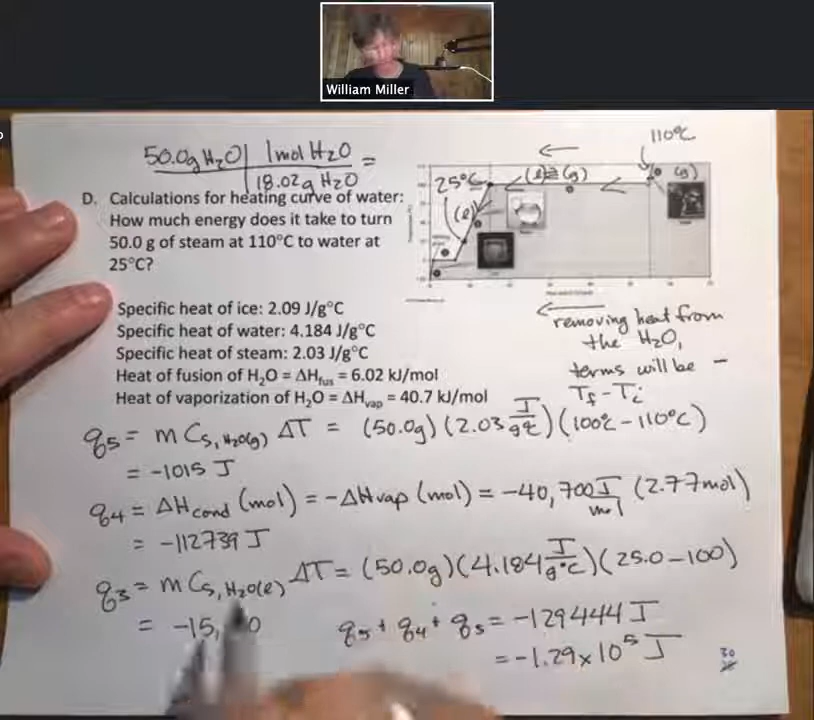 William Miller
50.0g H2O | 1mol H2O =
18.02g H2O
110°C
25°C
(l)⇌(g)
(g)
(l)
D. Calculations for heating curve of water:
How much energy does it take to turn
50.0 g of steam at 110°C to water at
25°C?
Specific heat of ice: 2.09 J/g°C
Specific heat of water: 4.184 J/g°C
Specific heat of steam: 2.03 J/g°C
Heat of fusion of H₂O = ΔHfus = 6.02 kJ/mol
Heat of vaporization of H₂O = ΔHvap = 40.7 kJ/mol
removing heat from
the H2O,
terms will be -
Tf - Ti
q5 = m Cs,H2O(g) ΔT = (50.0g)(2.03 J/g°C)(100°C - 110°C)
= -1015 J
q4 = ΔHcond (mol) = -ΔHvap (mol) = -40,700 J/mol (2.77mol)
= -112739 J
q3 = m Cs,H2O(l) ΔT = (50.0g)(4.184 J/g°C)(25.0 - 100)
= -15, 0
q5 + q4 + q3 = -129444 J
= -1.29 x 10⁵ J